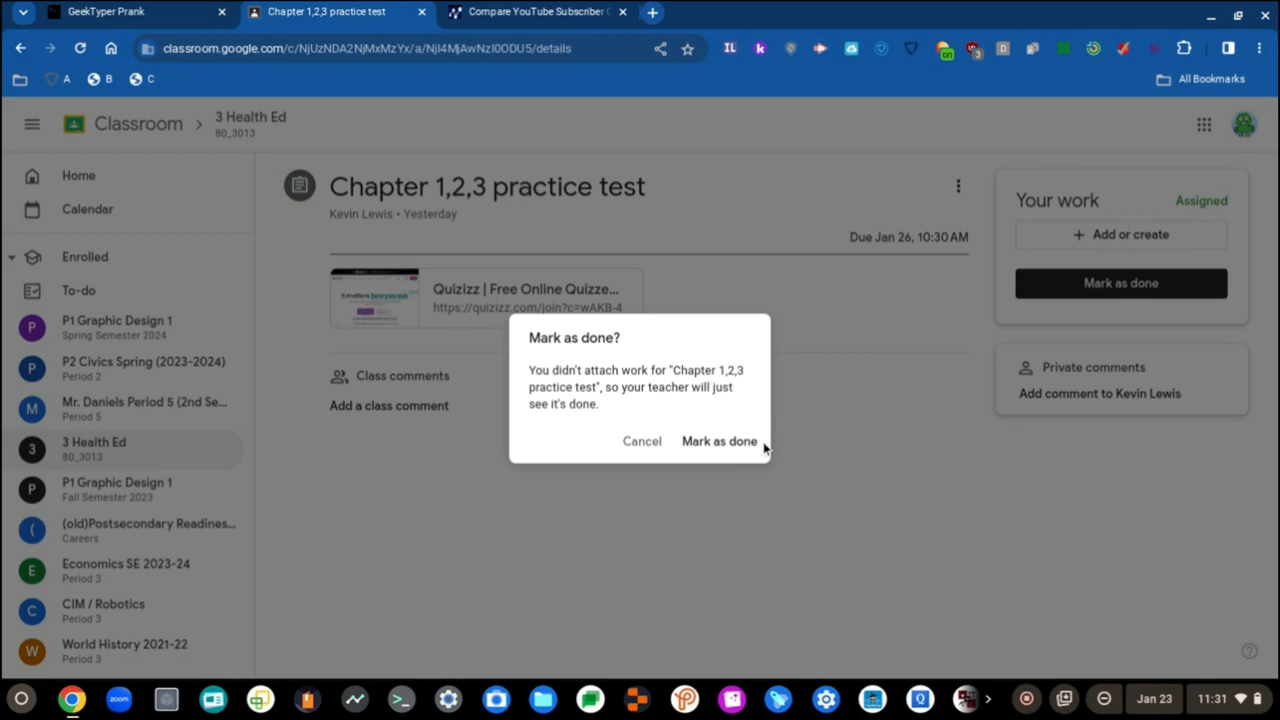 GeekTyper Prank
Chapter 1,2,3 practice test
Compare YouTube Subscriber
classroom.google.com/c/NjUzNDA2NjMxMzYx/a/NjI4MjAwNzI0ODU5/details
A
B
C
All Bookmarks
IL
k
on
3
D
Classroom
3 Health Ed
80_3013
Home
Calendar
Enrolled
To-do
P
P1 Graphic Design 1
Spring Semester 2024
P
P2 Civics Spring (2023-2024)
Period 2
M
Mr. Daniels Period 5 (2nd Se...
Period 5
3
3 Health Ed
80_3013
P
P1 Graphic Design 1
Fall Semester 2023
(
(old)Postsecondary Readines...
Careers
E
Economics SE 2023-24
Period 3
C
CIM / Robotics
Period 3
W
World History 2021-22
Period 3
Chapter 1,2,3 practice test
Kevin Lewis • Yesterday
Due Jan 26, 10:30 AM
Quizizz | Free Online Quizze...
https://quizizz.com/join?c=wAKB-4
Class comments
Add a class comment
Mark as done?
You didn't attach work for "Chapter 1,2,3
practice test", so your teacher will just
see it's done.
Cancel
Mark as done
Your work
Assigned
+ Add or create
Mark as done
Private comments
Add comment to Kevin Lewis
zoom
Q
Jan 23
11:31